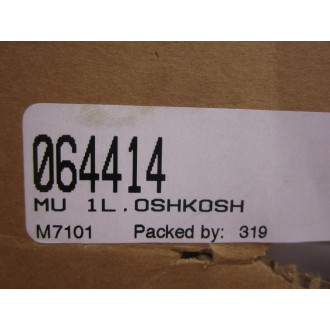 064414
MU 1L.OSHKOSH
M7101 Packed by: 319